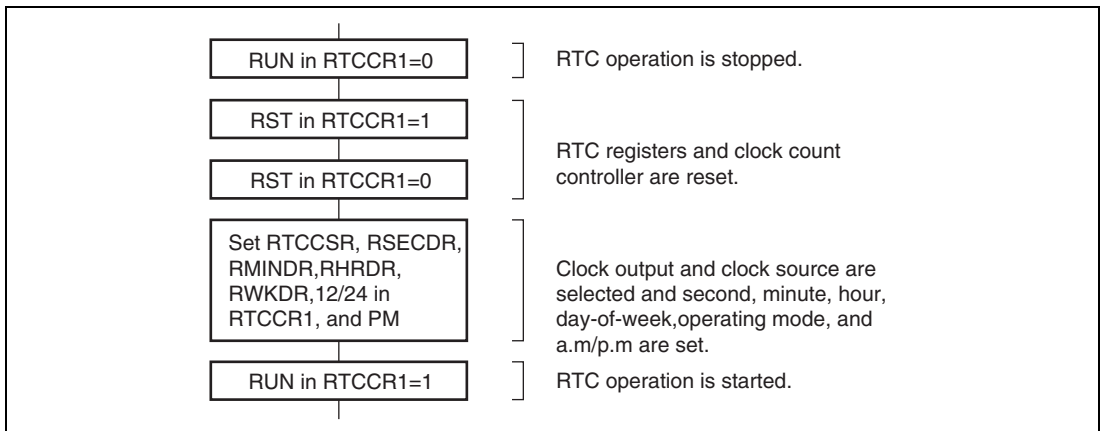 RUN in RTCCR1=0
RTC operation is stopped.
RST in RTCCR1=1
RST in RTCCR1=0
RTC registers and clock count
controller are reset.
Set RTCCSR, RSECDR,
RMINDR,RHRDR,
RWKDR,12/24 in
RTCCR1, and PM
Clock output and clock source are
selected and second, minute, hour,
day-of-week,operating mode, and
a.m/p.m are set.
RUN in RTCCR1=1
RTC operation is started.